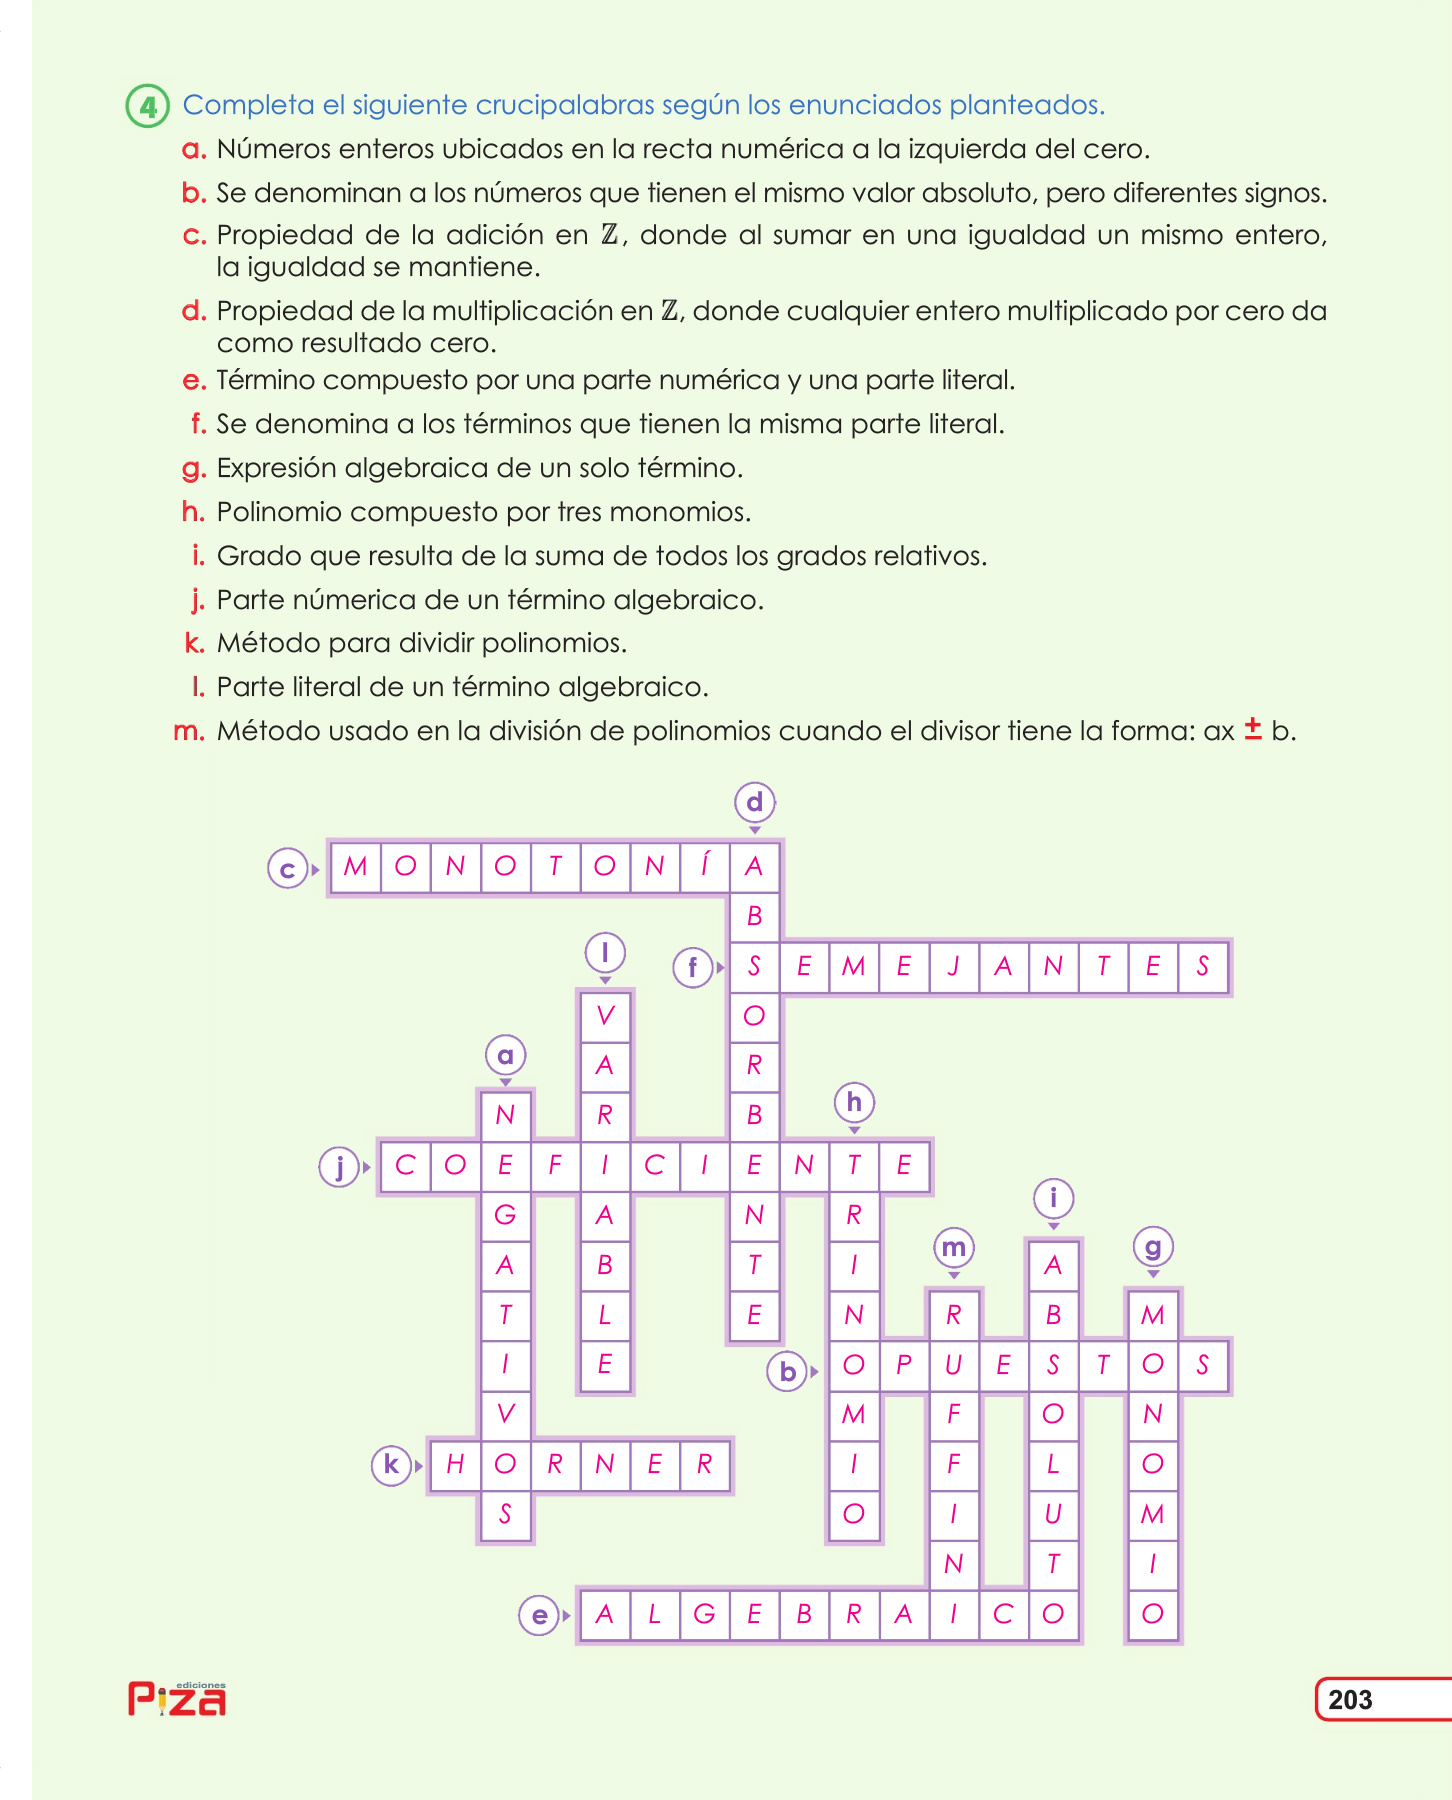 4 Completa el siguiente crucipalabras según los enunciados planteados.
a. Números enteros ubicados en la recta numérica a la izquierda del cero.
b. Se denominan a los números que tienen el mismo valor absoluto, pero diferentes signos.
c. Propiedad de la adición en ℤ, donde al sumar en una igualdad un mismo entero,
la igualdad se mantiene.
d. Propiedad de la multiplicación en ℤ, donde cualquier entero multiplicado por cero da
como resultado cero.
e. Término compuesto por una parte numérica y una parte literal.
f. Se denomina a los términos que tienen la misma parte literal.
g. Expresión algebraica de un solo término.
h. Polinomio compuesto por tres monomios.
i. Grado que resulta de la suma de todos los grados relativos.
j. Parte númerica de un término algebraico.
k. Método para dividir polinomios.
l. Parte literal de un término algebraico.
m. Método usado en la división de polinomios cuando el divisor tiene la forma: ax ± b.
d
c M O N O T O N Í A
B
l
f S E M E J A N T E S
V O
a
A R
N R B
h
j C O E F I C I E N T E
G A N R
i
m
g
A B T I A
T L E N R B M
I E
b O P U E S T O S
V M F O N
k H O R N E R I F L O
S O I U M
N T I
e A L G E B R A I C O O
ediciones
Piza
203